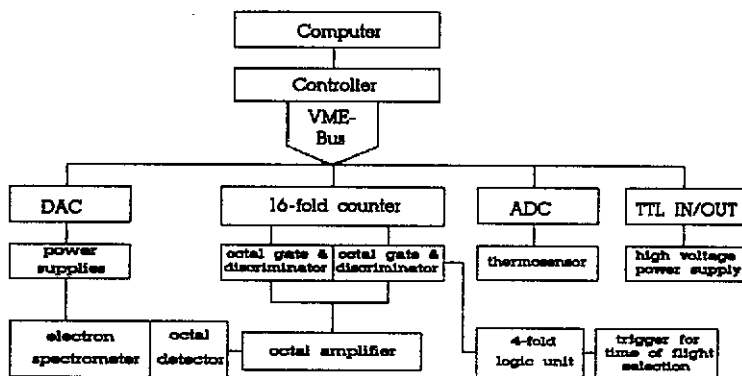 Computer
Controller
VME-
Bus
DAC
16-fold counter
ADC
TTL IN/OUT
power
supplies
octal gate &
discriminator
octal gate &
discriminator
thermosensor
high voltage
power supply
electron
spectrometer
octal
detector
octal amplifier
4-fold
logic unit
trigger for
time of flight
selection